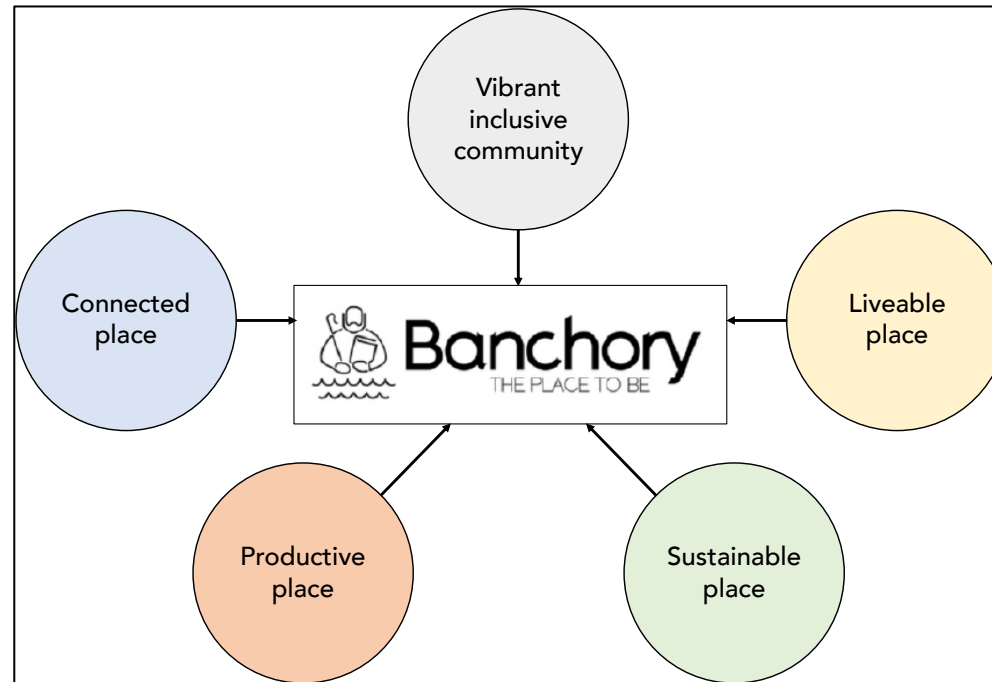 Vibrant
inclusive
community
Connected
place
Banchory
THE PLACE TO BE
Liveable
place
Productive
place
Sustainable
place